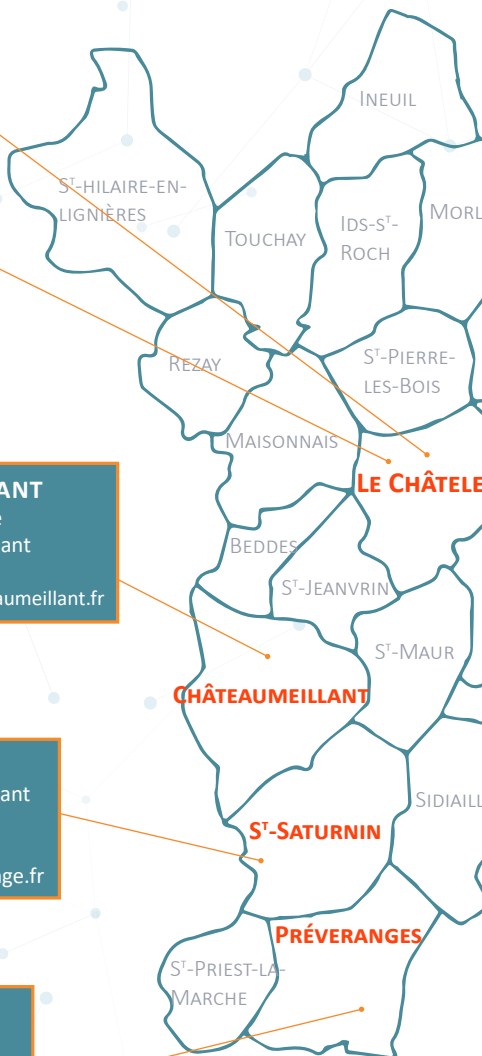 INEUIL
Sᵀ-HILAIRE-EN-
LIGNIÈRES
TOUCHAY
IDS-Sᵀ-
ROCH
MORL
Sᵀ-PIERRE-
LES-BOIS
REZAY
MAISONNAIS
LE CHÂTELE
ANT
e
ant
aumeillant.fr
BEDDES
Sᵀ-JEANVRIN
Sᵀ-MAUR
CHÂTEAUMEILLANT
ant
age.fr
SIDIAILL
Sᵀ-SATURNIN
PRÉVERANGES
Sᵀ-PRIEST-LA-
MARCHE